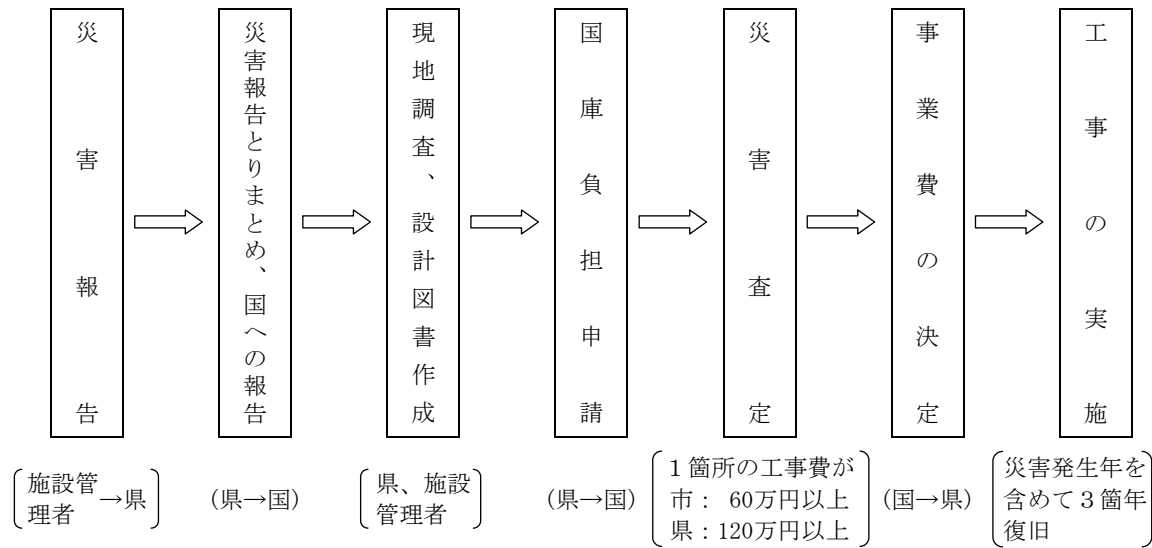 災害報告
災害報告とりまとめ、国への報告
現地調査、設計図書作成
国庫負担申請
災害査定
事業費の決定
工事の実施
施設管
理者
→県
(県→国)
県、施設
管理者
(県→国)
1箇所の工事費が
市： 60万円以上
県：120万円以上
(国→県)
災害発生年を
含めて3箇年
復旧